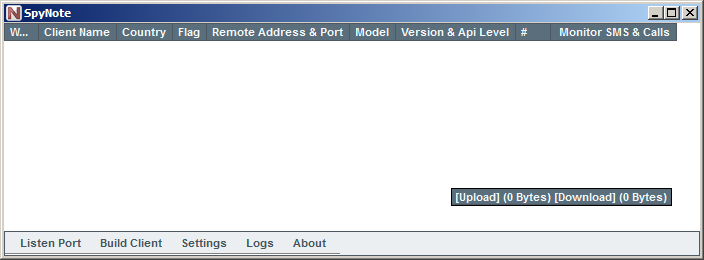 SpyNote
W... Client Name Country Flag Remote Address & Port Model Version & Api Level # Monitor SMS & Calls
[Upload] (0 Bytes) [Download] (0 Bytes)
Listen Port Build Client Settings Logs About